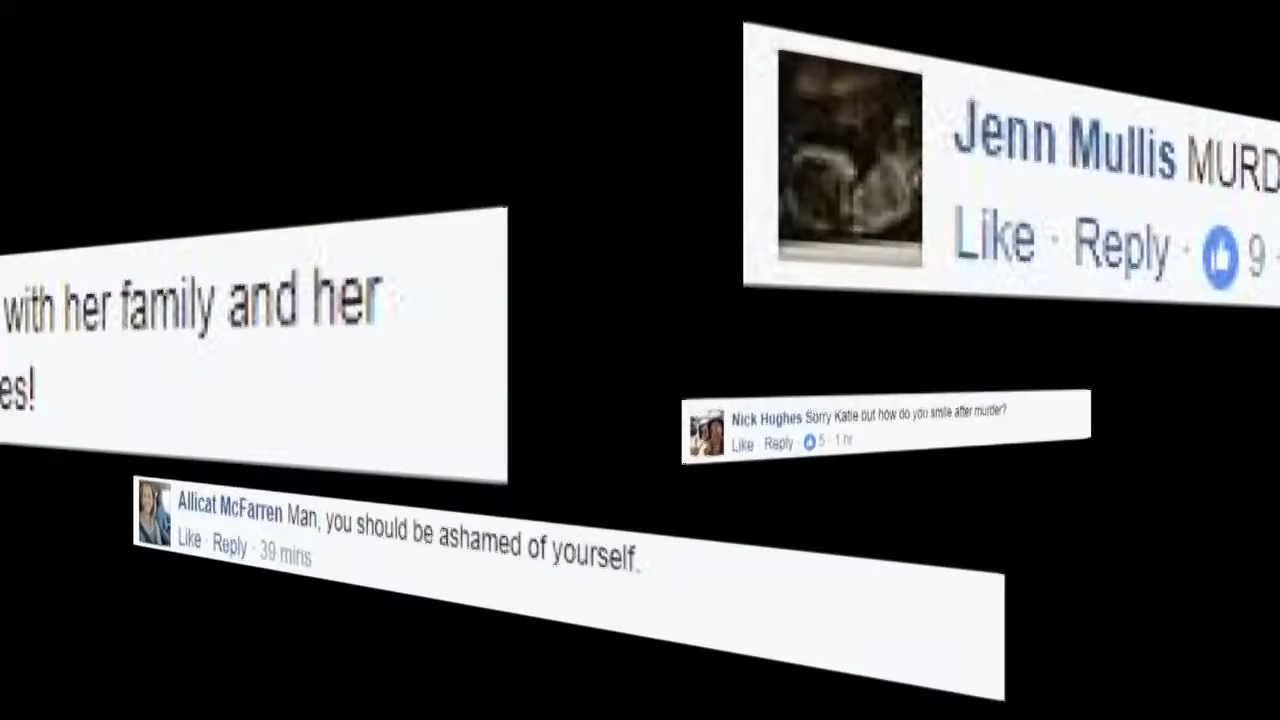 Jenn Mullis MURD
Like · Reply · 9 ·
with her family and her
es!
Nick Hughes Sorry Katie but how do you smile after murder?
Like · Reply · 5 · 1 hr
Allicat McFarren Man, you should be ashamed of yourself.
Like · Reply · 39 mins